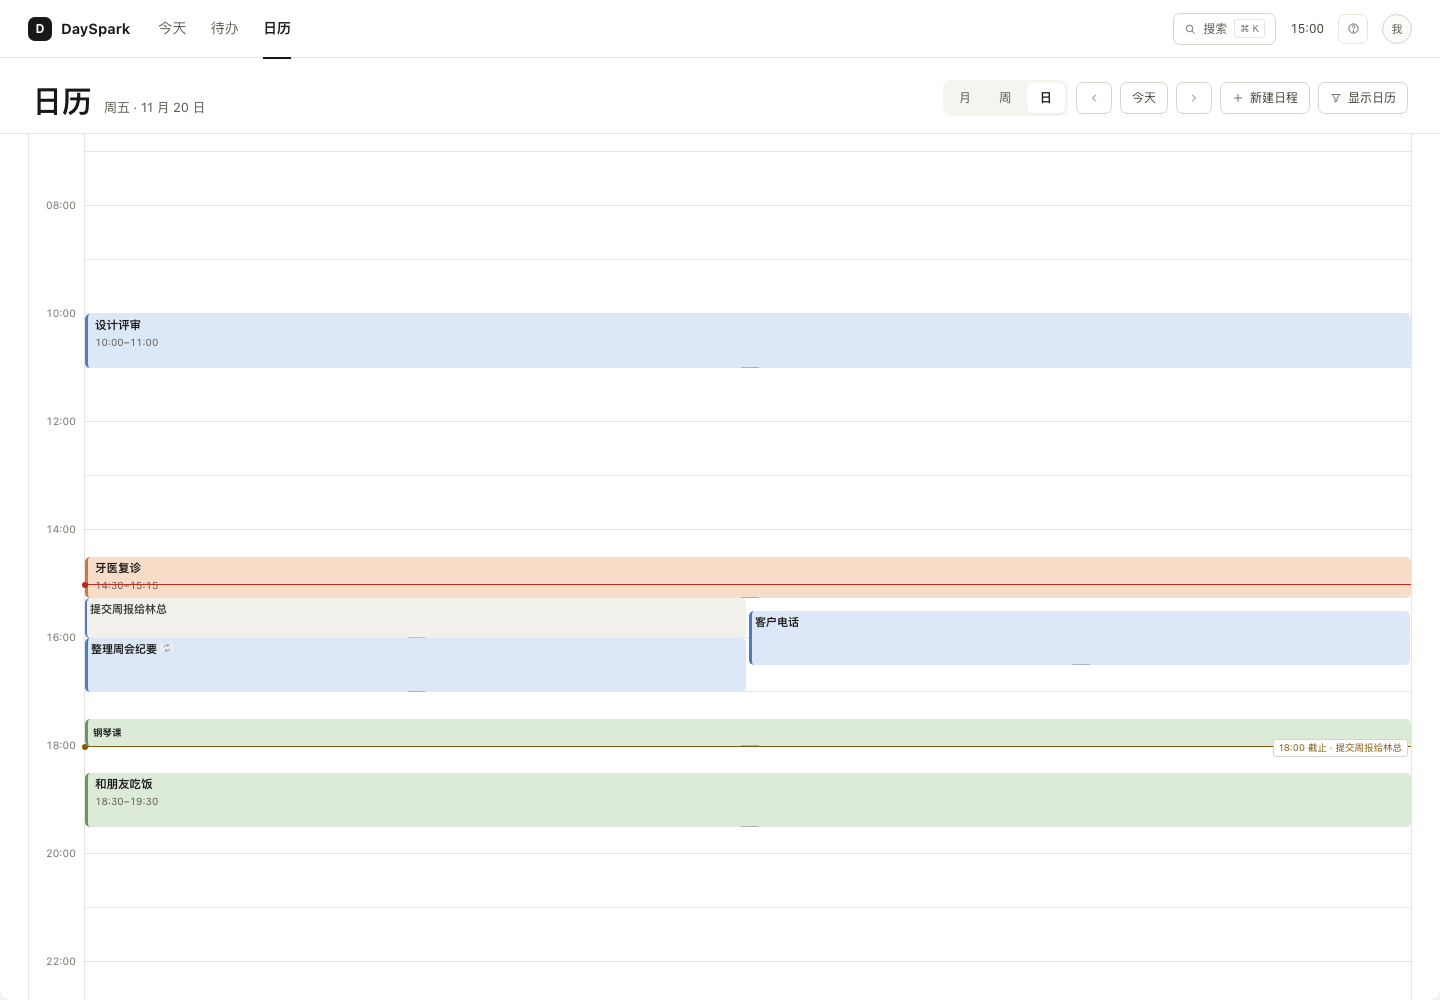 D DaySpark 今天 待办 日历 搜索 ⌘ K 15:00 我
日历 周五 · 11 月 20 日 月 周 日 今天 新建日程 显示日历
08:00
10:00
设计评审
10:00–11:00
12:00
14:00
牙医复诊
14:30–15:15
提交周报给林总
客户电话
16:00
整理周会纪要
钢琴课
18:00
18:00 截止 · 提交周报给林总
和朋友吃饭
18:30–19:30
20:00
22:00